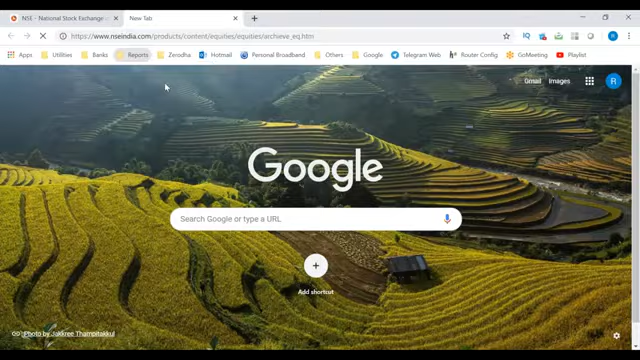 NSE - National Stock Exchange
New Tab
https://www.nseindia.com/products/content/equities/equities/archieve_eq.htm
Apps
Utilities
Banks
Reports
Zerodha
Hotmail
Personal Broadband
Others
Google
Telegram Web
Router Config
GoMeeting
Playlist
Gmail
Images
R
Google
Search Google or type a URL
Add shortcut
Photo by Jakkree Thampitakkul